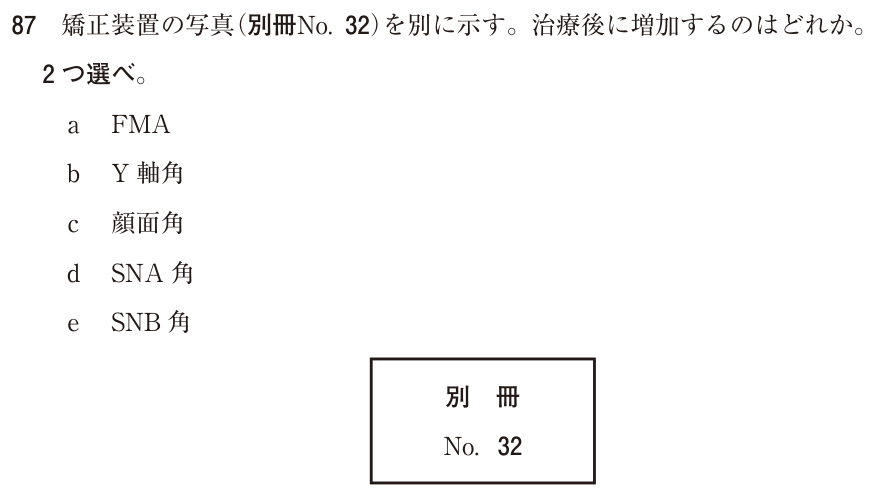 87 矯正装置の写真(別冊No. 32)を別に示す。治療後に増加するのはどれか。
2つ選べ。
a FMA
b Y軸角
c 顔面角
d SNA角
e SNB角
別 冊
No. 32